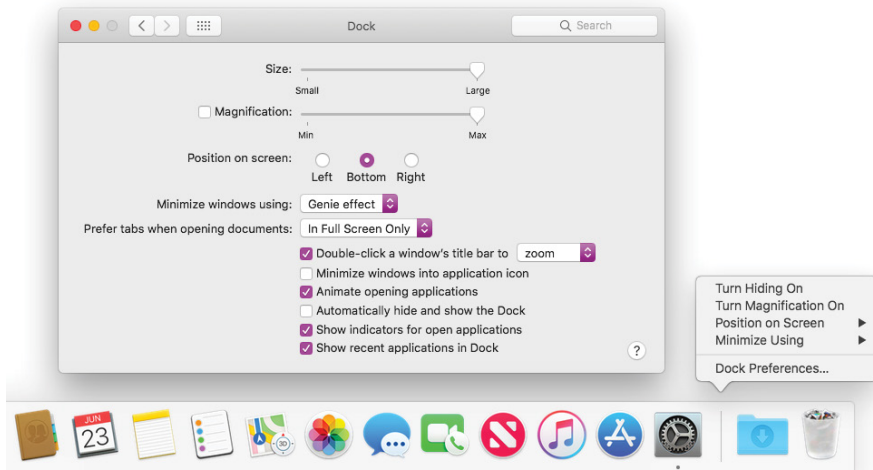 Dock
Search
Size:
Small Large
Magnification:
Min Max
Position on screen:
Left Bottom Right
Minimize windows using: Genie effect
Prefer tabs when opening documents: In Full Screen Only
Double-click a window's title bar to zoom
Minimize windows into application icon
Animate opening applications
Automatically hide and show the Dock
Show indicators for open applications
Show recent applications in Dock
?
Turn Hiding On
Turn Magnification On
Position on Screen
Minimize Using
Dock Preferences...
JUN
23
3D